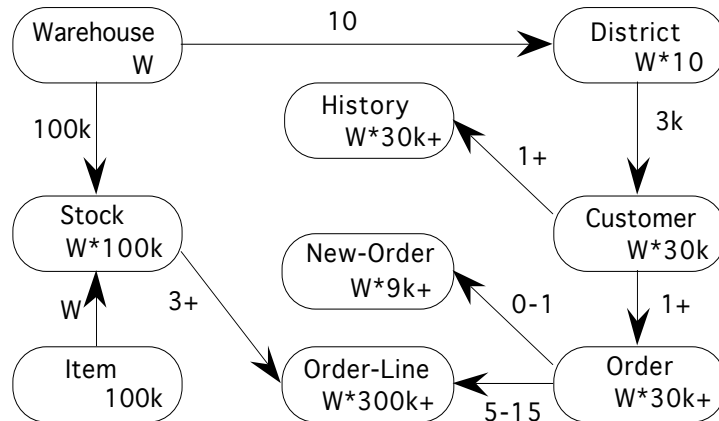 Warehouse
W
10
District
W*10
100k
History
W*30k+
1+
3k
Stock
W*100k
Customer
W*30k
New-Order
W*9k+
W
3+
0-1
1+
Item
100k
Order-Line
W*300k+
5-15
Order
W*30k+